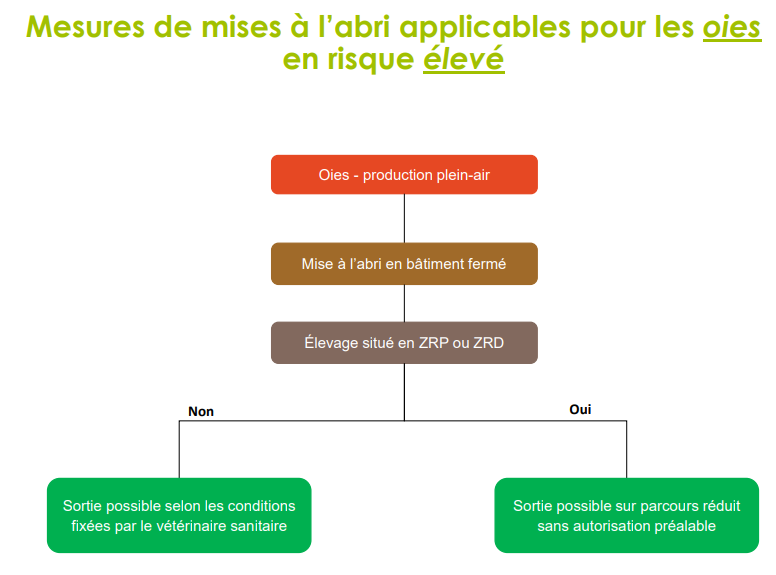 Mesures de mises à l’abri applicables pour les oies
en risque élevé
Oies - production plein-air
Mise à l’abri en bâtiment fermé
Élevage situé en ZRP ou ZRD
Non
Oui
Sortie possible selon les conditions
fixées par le vétérinaire sanitaire
Sortie possible sur parcours réduit
sans autorisation préalable